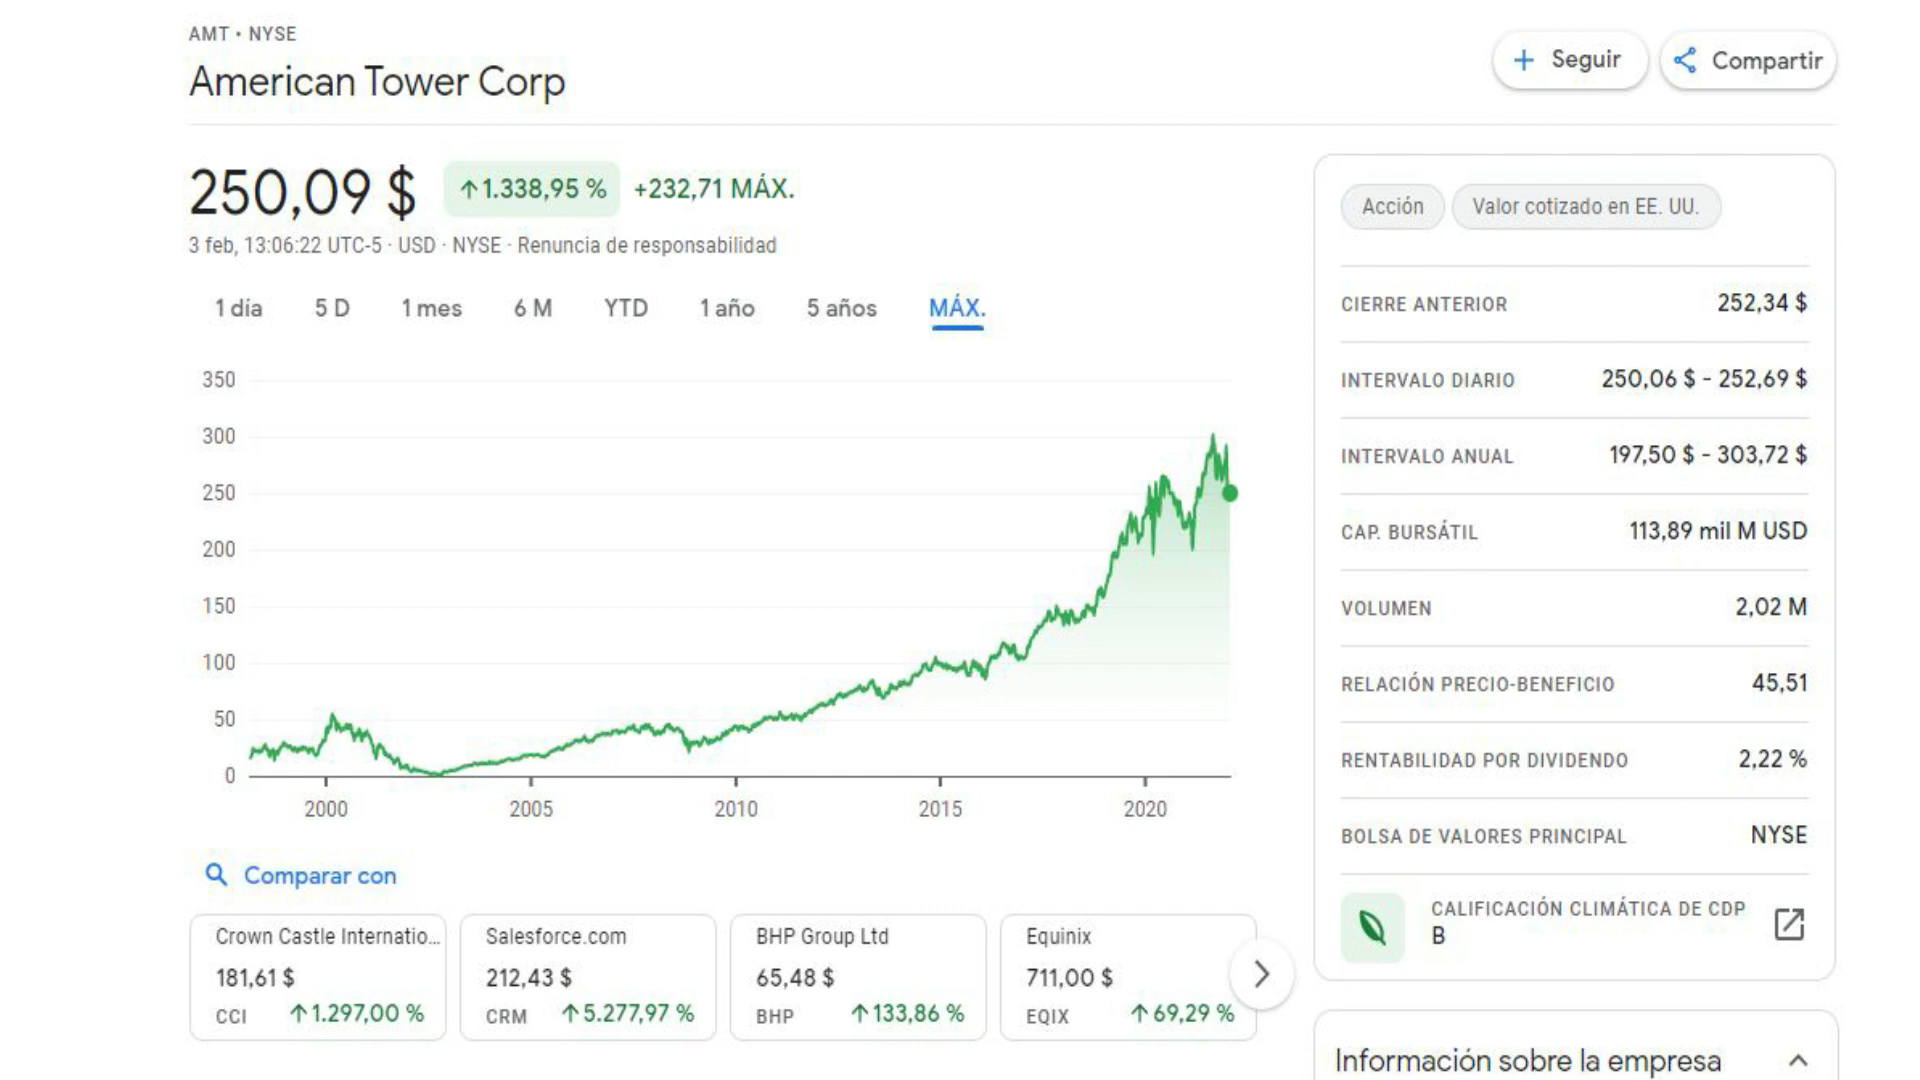 AMT • NYSE
American Tower Corp
Seguir
Compartir
250,09 $
↑1.338,95 %
+232,71 MÁX.
3 feb, 13:06:22 UTC-5 · USD · NYSE · Renuncia de responsabilidad
1 día
5 D
1 mes
6 M
YTD
1 año
5 años
MÁX.
350
300
250
200
150
100
50
0
2000
2005
2010
2015
2020
Comparar con
Crown Castle Internatio...
181,61 $
CCI ↑1.297,00 %
Salesforce.com
212,43 $
CRM ↑5.277,97 %
BHP Group Ltd
65,48 $
BHP ↑133,86 %
Equinix
711,00 $
EQIX ↑69,29 %
Acción
Valor cotizado en EE. UU.
CIERRE ANTERIOR 252,34 $
INTERVALO DIARIO 250,06 $ - 252,69 $
INTERVALO ANUAL 197,50 $ - 303,72 $
CAP. BURSÁTIL 113,89 mil M USD
VOLUMEN 2,02 M
RELACIÓN PRECIO-BENEFICIO 45,51
RENTABILIDAD POR DIVIDENDO 2,22 %
BOLSA DE VALORES PRINCIPAL NYSE
CALIFICACIÓN CLIMÁTICA DE CDP
B
Información sobre la empresa